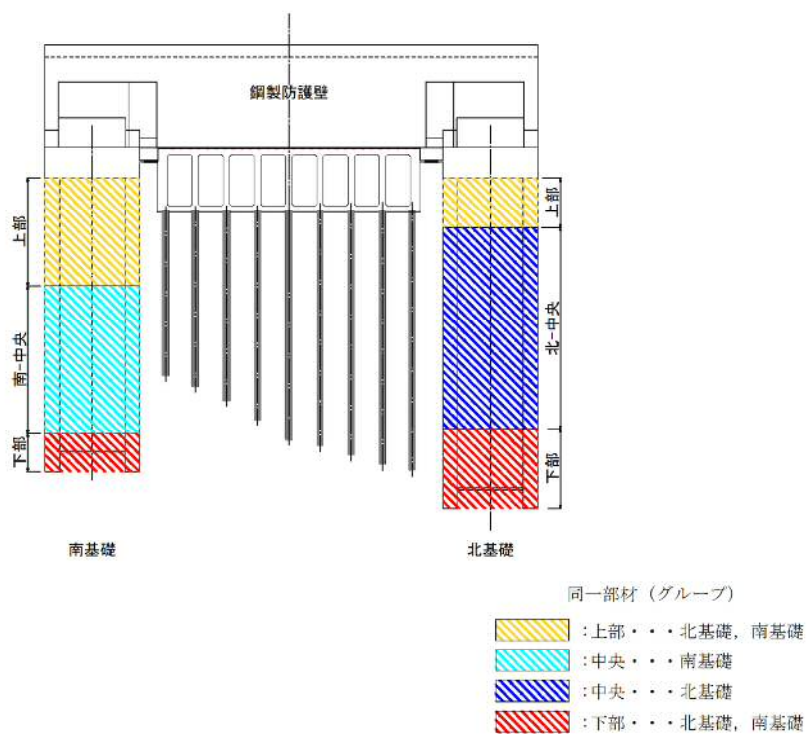 鋼製防護壁
上部
南-中央
下部
上部
北-中央
下部
南基礎
北基礎
同一部材（グループ）
：上部・・・北基礎，南基礎
：中央・・・南基礎
：中央・・・北基礎
：下部・・・北基礎，南基礎